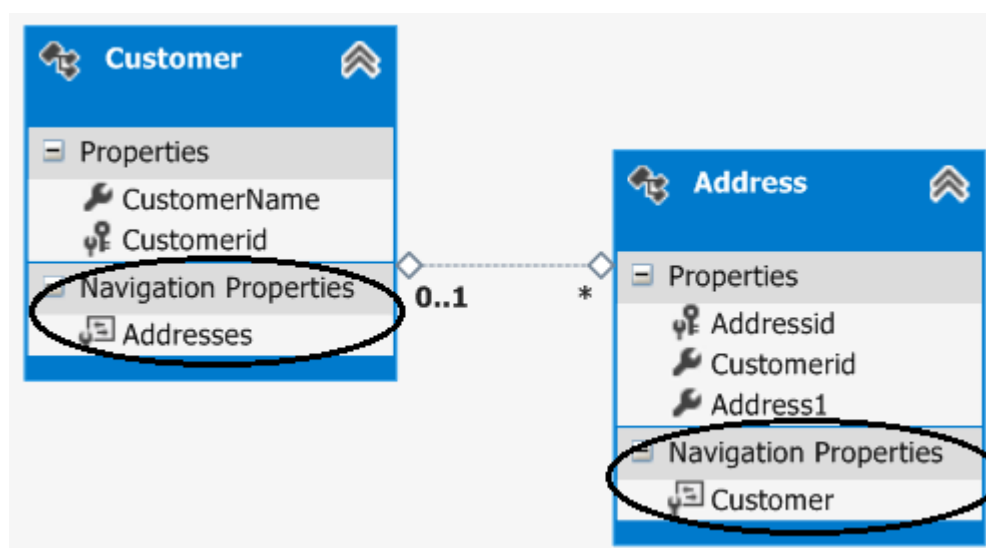 Customer
Properties
CustomerName
Customerid
Navigation Properties
Addresses
0..1
*
Address
Properties
Addressid
Customerid
Address1
Navigation Properties
Customer